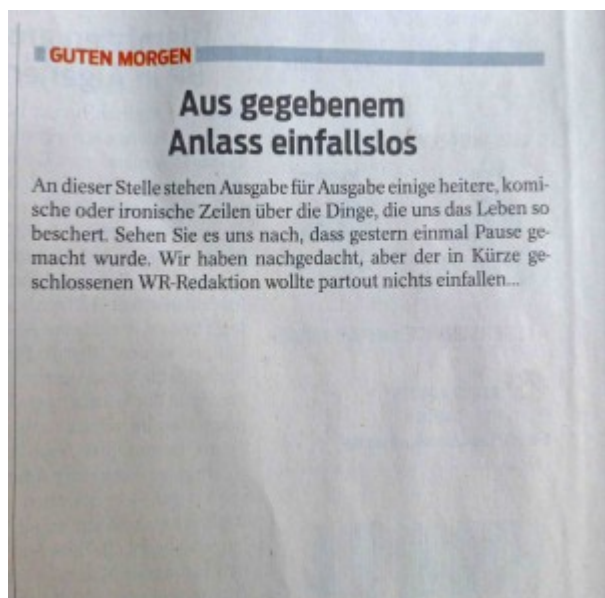 GUTEN MORGEN
Aus gegebenem
Anlass einfallslos
An dieser Stelle stehen Ausgabe für Ausgabe einige heitere, komi-
sche oder ironische Zeilen über die Dinge, die uns das Leben so
beschert. Sehen Sie es uns nach, dass gestern einmal Pause ge-
macht wurde. Wir haben nachgedacht, aber der in Kürze ge-
schlossenen WR-Redaktion wollte partout nichts einfallen...